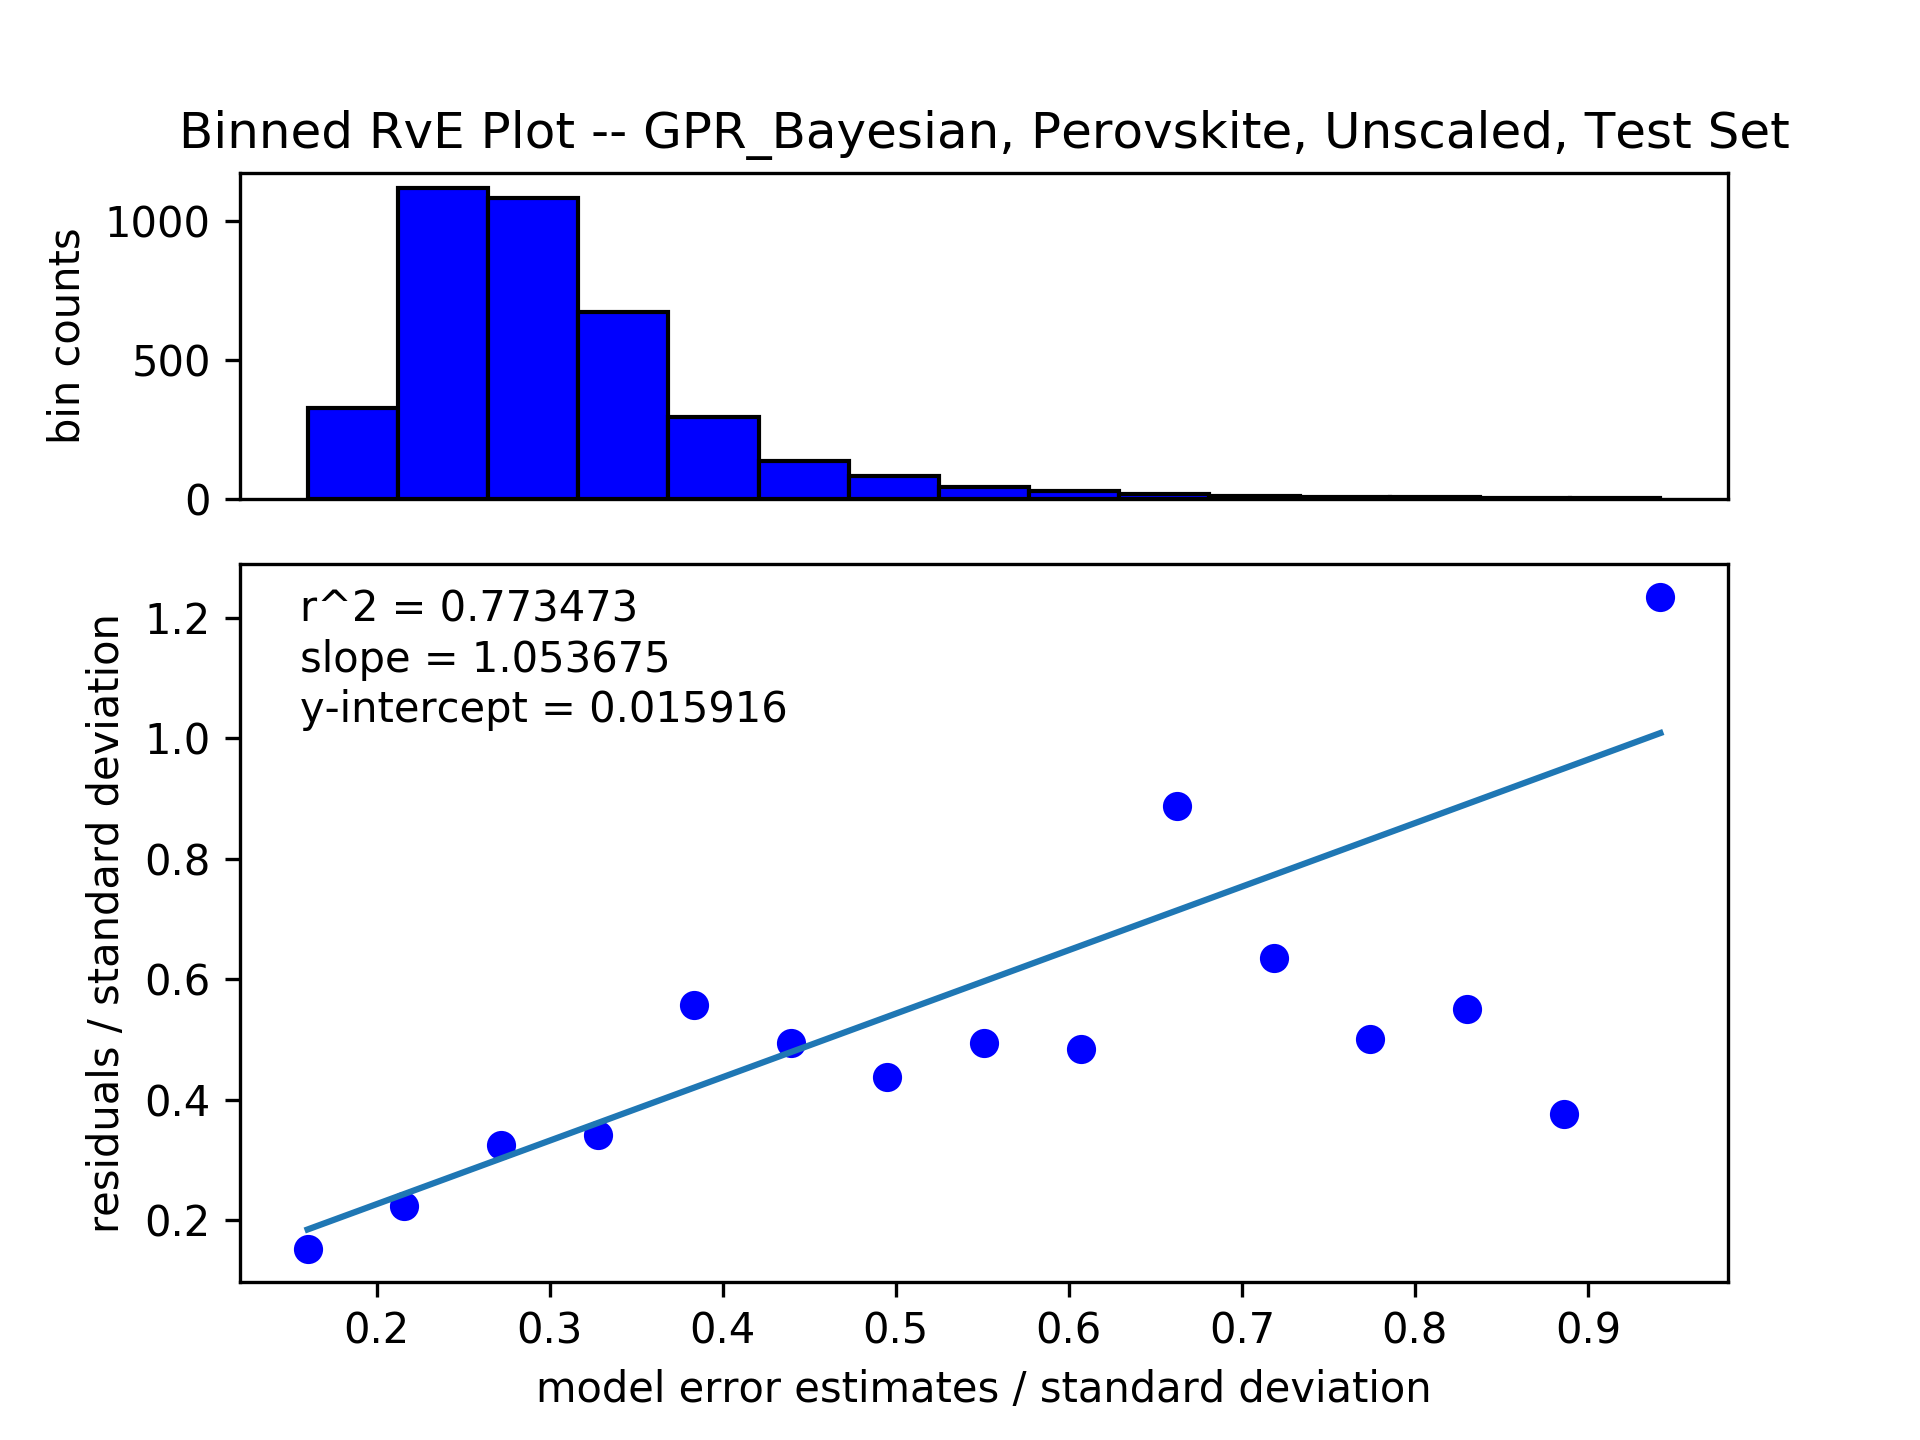 Binned RvE Plot -- GPR_Bayesian, Perovskite, Unscaled, Test Set
bin counts
1000
500
0
r^2 = 0.773473
slope = 1.053675
y-intercept = 0.015916
residuals / standard deviation
1.2
1.0
0.8
0.6
0.4
0.2
0.2 0.3 0.4 0.5 0.6 0.7 0.8 0.9
model error estimates / standard deviation